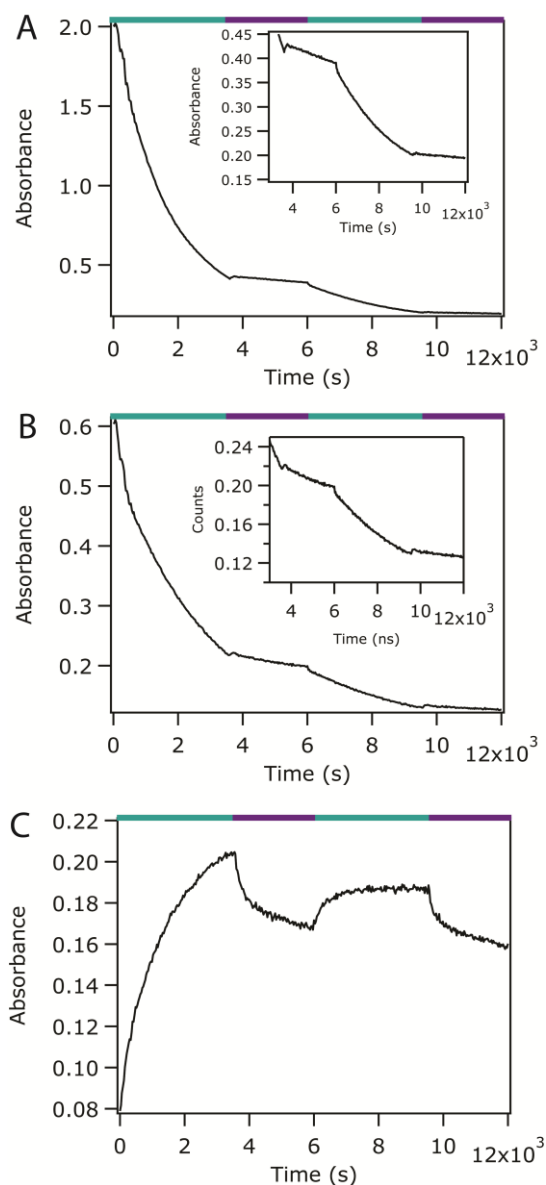 A
2.0
1.5
1.0
0.5
Absorbance
0.45
0.40
0.35
0.30
0.25
0.20
0.15
Absorbance
4 6 8 10 12x10³
Time (s)
0 2 4 6 8 10
12x10³
Time (s)
B
0.6
0.5
0.4
0.3
0.2
Absorbance
0.24
0.20
0.16
0.12
Counts
4 6 8 10 12x10³
Time (ns)
0 2 4 6 8 10
12x10³
Time (s)
C
0.22
0.20
0.18
0.16
0.14
0.12
0.10
0.08
Absorbance
0 2 4 6 8 10
12x10³
Time (s)